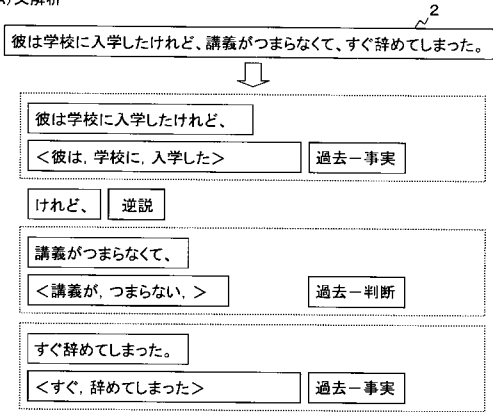 文解析
2
彼は学校に入学したけれど、講義がつまらなくて、すぐ辞めてしまった。
彼は学校に入学したけれど、
<彼は, 学校に, 入学した> 過去ー事実
けれど、 逆説
講義がつまらなくて、
<講義が, つまらない, > 過去ー判断
すぐ辞めてしまった。
<すぐ, 辞めてしまった> 過去ー事実